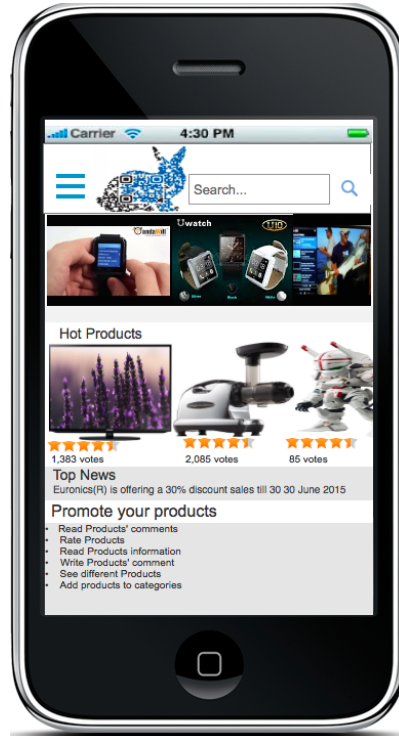 Carrier 4:30 PM
Search...
Uwatch
Hot Products
1,383 votes
2,085 votes
85 votes
Top News
Euronics(R) is offering a 30% discount sales till 30 30 June 2015
Promote your products
• Read Products' comments
• Rate Products
• Read Products information
• Write Products' comment
• See different Products
• Add products to categories